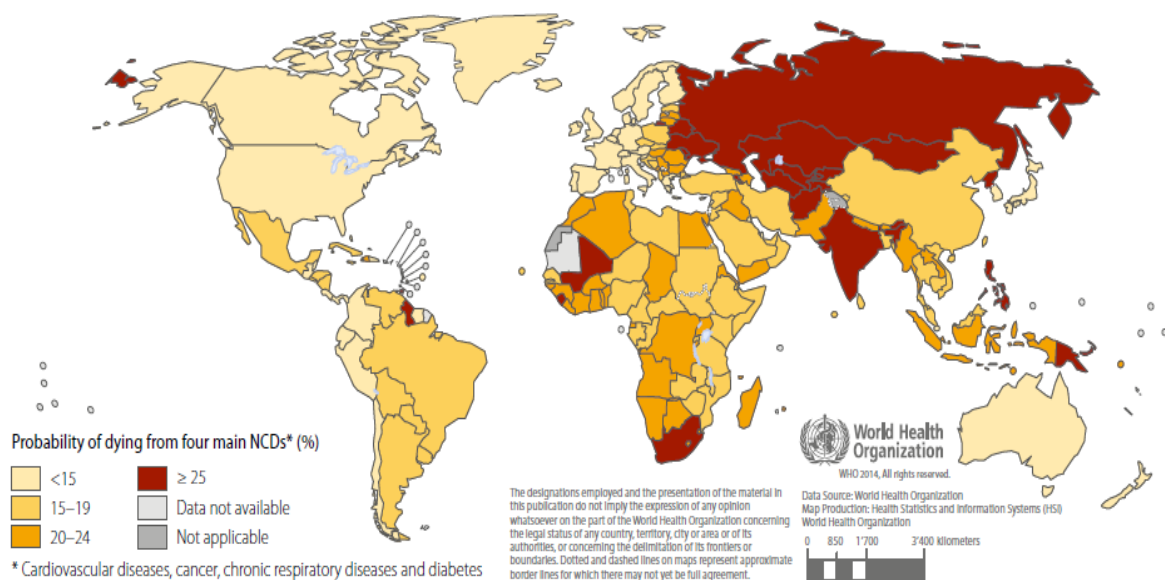 Probability of dying from four main NCDs* (%)
<15
15–19
20–24
≥ 25
Data not available
Not applicable
* Cardiovascular diseases, cancer, chronic respiratory diseases and diabetes
The designations employed and the presentation of the material in
this publication do not imply the expression of any opinion
whatsoever on the part of the World Health Organization concerning
the legal status of any country, territory, city or area or of its
authorities, or concerning the delimitation of its frontiers or
boundaries. Dotted and dashed lines on maps represent approximate
border lines for which there may not yet be full agreement.
World Health
Organization
WHO 2014, All rights reserved.
Data Source: World Health Organization
Map Production: Health Statistics and Information Systems (HSI)
World Health Organization
0 850 1'700 3'400 kilometers